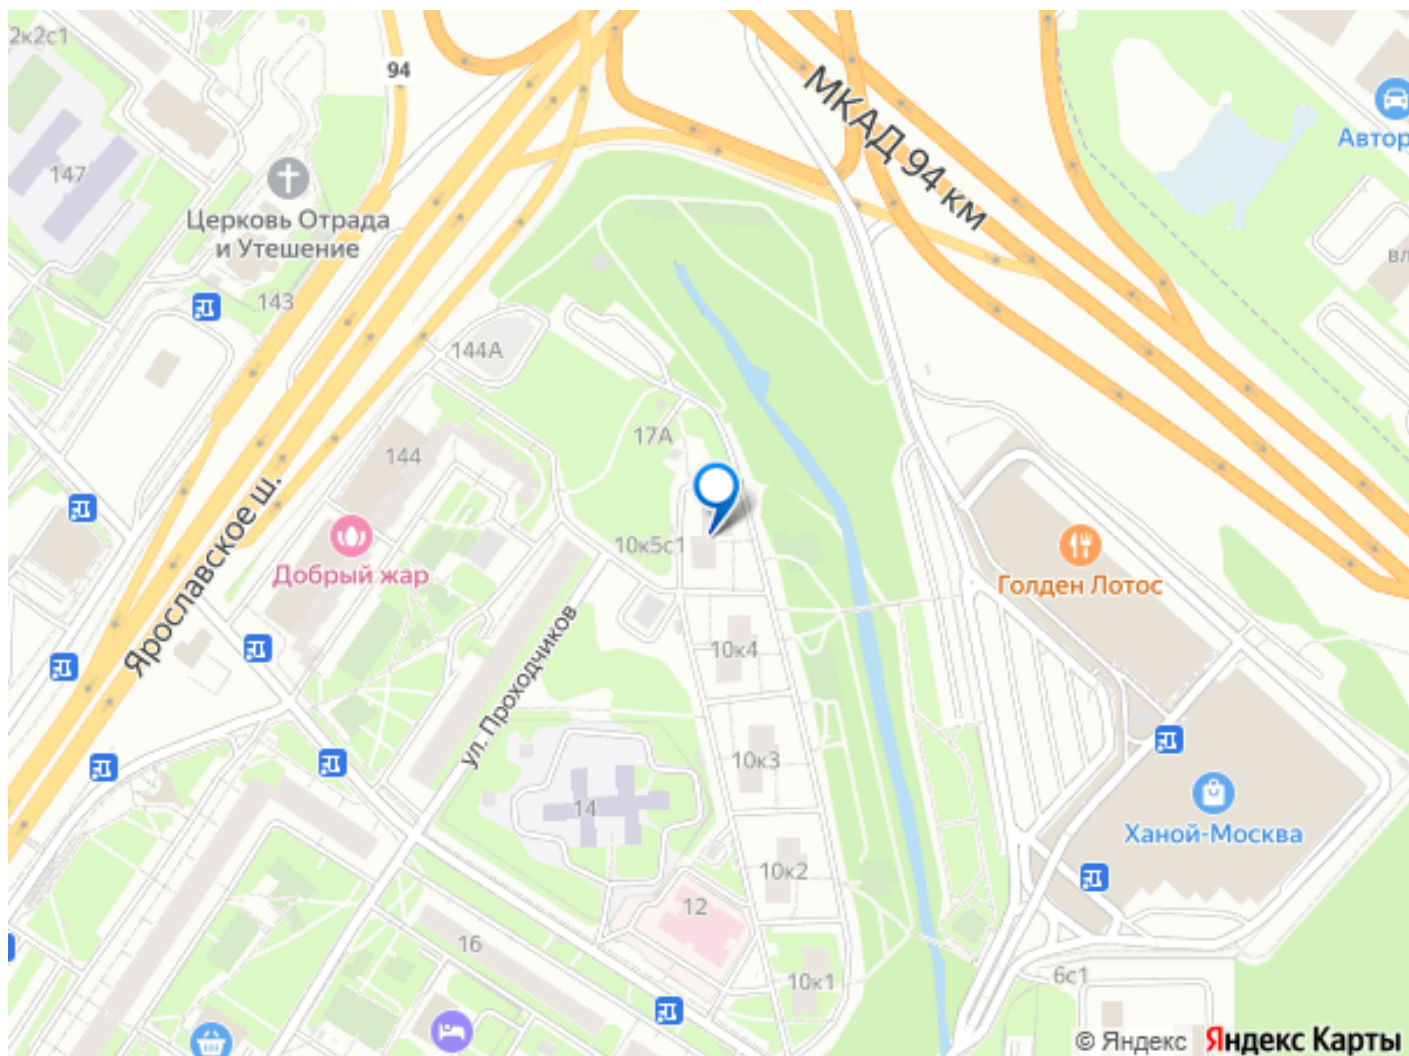 2к2с1
94
МКАД 94 км
Автор
147
Церковь Отрада
и Утешение
вл
143
144А
17А
144
Ярославское ш.
10к5с1
Добрый жар
Голден Лотос
ул. Проходчиков
10к4
10к3
14
Ханой-Москва
10к2
12
16
10к1
6с1
© Яндекс Яндекс Карты